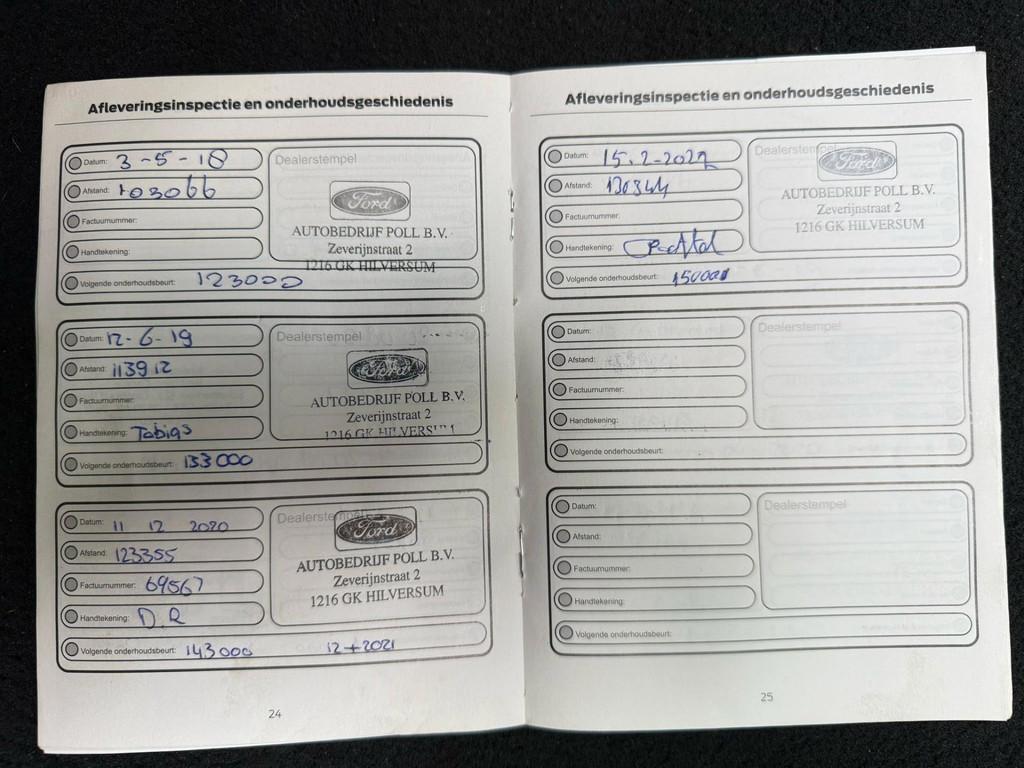 Afleveringsinspectie en onderhoudsgeschiedenis
Datum: 3-5-18
Afstand: 103066
Factuurnummer:
Handtekening:
Volgende onderhoudsbeurt: 123000
Dealerstempel
Ford
AUTOBEDRIJF POLL B.V.
Zeverijnstraat 2
1216 GK HILVERSUM
Datum: 12-6-19
Afstand: 113912
Factuurnummer:
Handtekening: Tobias
Volgende onderhoudsbeurt: 133000
Dealerstempel
Ford
AUTOBEDRIJF POLL B.V.
Zeverijnstraat 2
1216 GK HILVERSUM
Datum: 11 12 2020
Afstand: 123355
Factuurnummer: 69567
Handtekening: D.R
Volgende onderhoudsbeurt: 143000 12+2021
Dealerstempel
Ford
AUTOBEDRIJF POLL B.V.
Zeverijnstraat 2
1216 GK HILVERSUM
24
Afleveringsinspectie en onderhoudsgeschiedenis
Datum: 15.2-2022
Afstand: 130344
Factuurnummer:
Handtekening:
Volgende onderhoudsbeurt: 150000
Dealerstempel
Ford
AUTOBEDRIJF POLL B.V.
Zeverijnstraat 2
1216 GK HILVERSUM
Datum:
Afstand:
Factuurnummer:
Handtekening:
Volgende onderhoudsbeurt:
Dealerstempel
Datum:
Afstand:
Factuurnummer:
Handtekening:
Volgende onderhoudsbeurt:
Dealerstempel
25